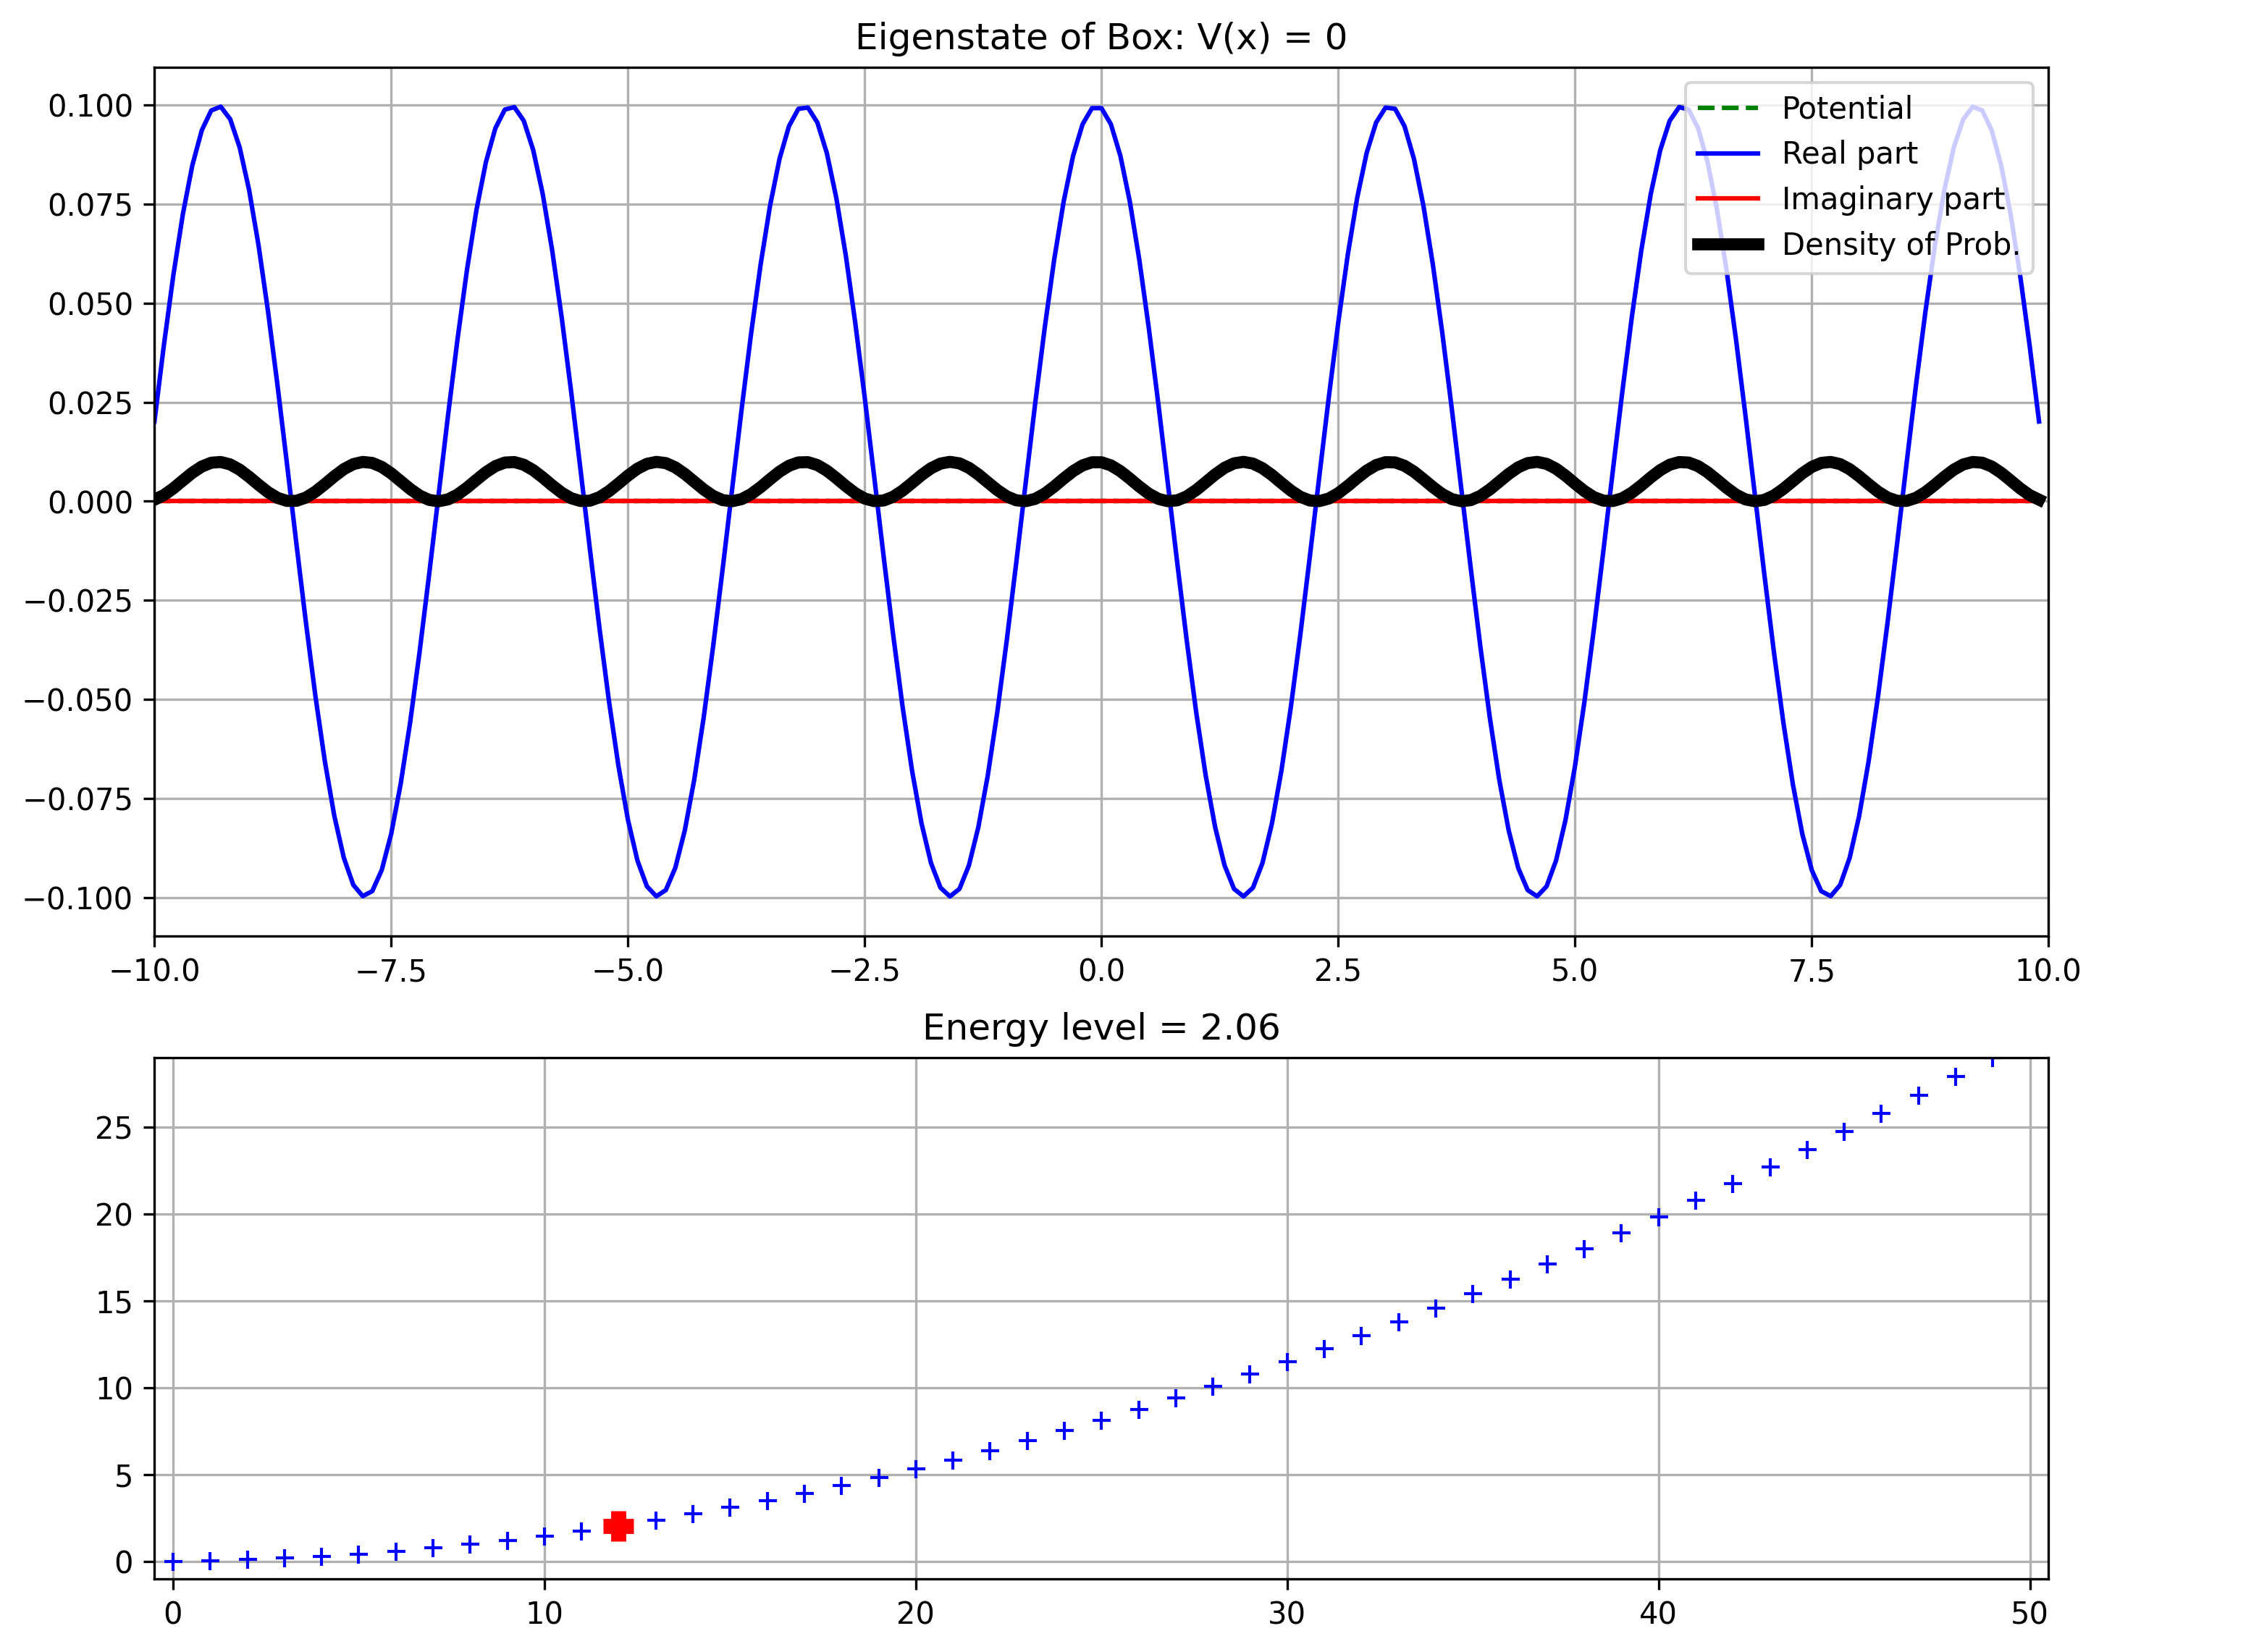 Eigenstate of Box: V(x) = 0
0.100
0.075
0.050
0.025
0.000
−0.025
−0.050
−0.075
−0.100
Potential
Real part
Imaginary part
Density of Prob.
−10.0 −7.5 −5.0 −2.5 0.0 2.5 5.0 7.5 10.0
Energy level = 2.06
25
20
15
10
5
0
0 10 20 30 40 50